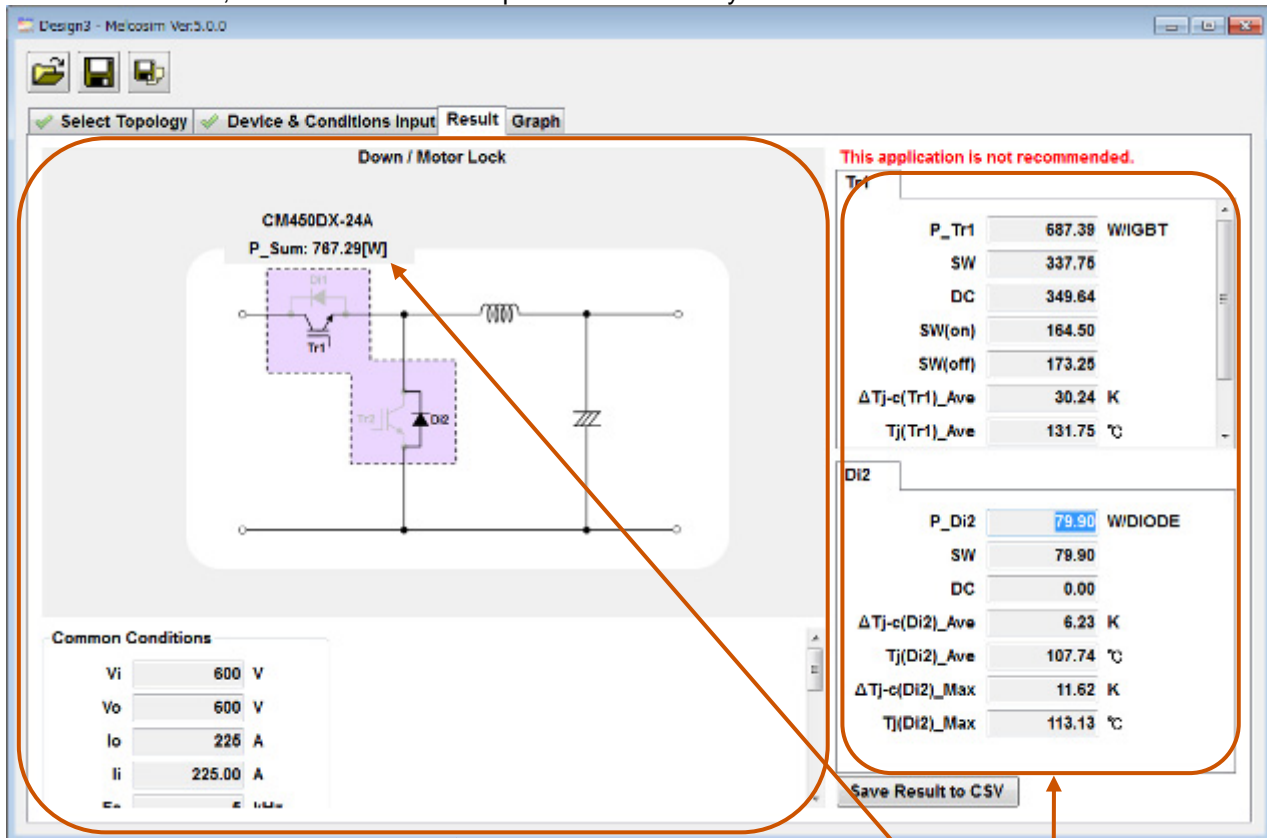 Design3 - Melcosim Ver.5.0.0
Select Topology
Device & Conditions Input
Result
Graph
Down / Motor Lock
CM450DX-24A
P_Sum: 767.29[W]
Di1
Tr1
Tr2
Di2
Common Conditions
Vi 600 V
Vo 600 V
Io 225 A
Ii 225.00 A
This application is not recommended.
Tr1
P_Tr1 687.39 W/IGBT
SW 337.75
DC 349.64
SW(on) 164.50
SW(off) 173.25
ΔTj-c(Tr1)_Ave 30.24 K
Tj(Tr1)_Ave 131.75 ℃
Di2
P_Di2 79.90 W/DIODE
SW 79.90
DC 0.00
ΔTj-c(Di2)_Ave 6.23 K
Tj(Di2)_Ave 107.74 ℃
ΔTj-c(Di2)_Max 11.62 K
Tj(Di2)_Max 113.13 ℃
Save Result to CSV